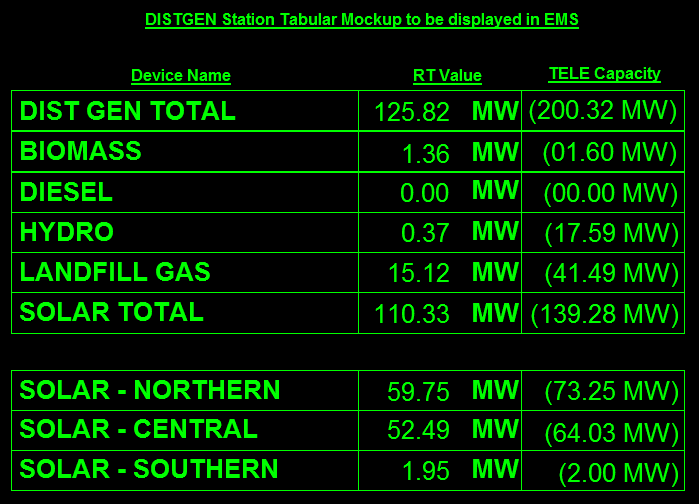 DISTGEN Station Tabular Mockup to be displayed in EMS
Device Name RT Value TELE Capacity
DIST GEN TOTAL 125.82 MW (200.32 MW)
BIOMASS 1.36 MW (01.60 MW)
DIESEL 0.00 MW (00.00 MW)
HYDRO 0.37 MW (17.59 MW)
LANDFILL GAS 15.12 MW (41.49 MW)
SOLAR TOTAL 110.33 MW (139.28 MW)
SOLAR - NORTHERN 59.75 MW (73.25 MW)
SOLAR - CENTRAL 52.49 MW (64.03 MW)
SOLAR - SOUTHERN 1.95 MW (2.00 MW)